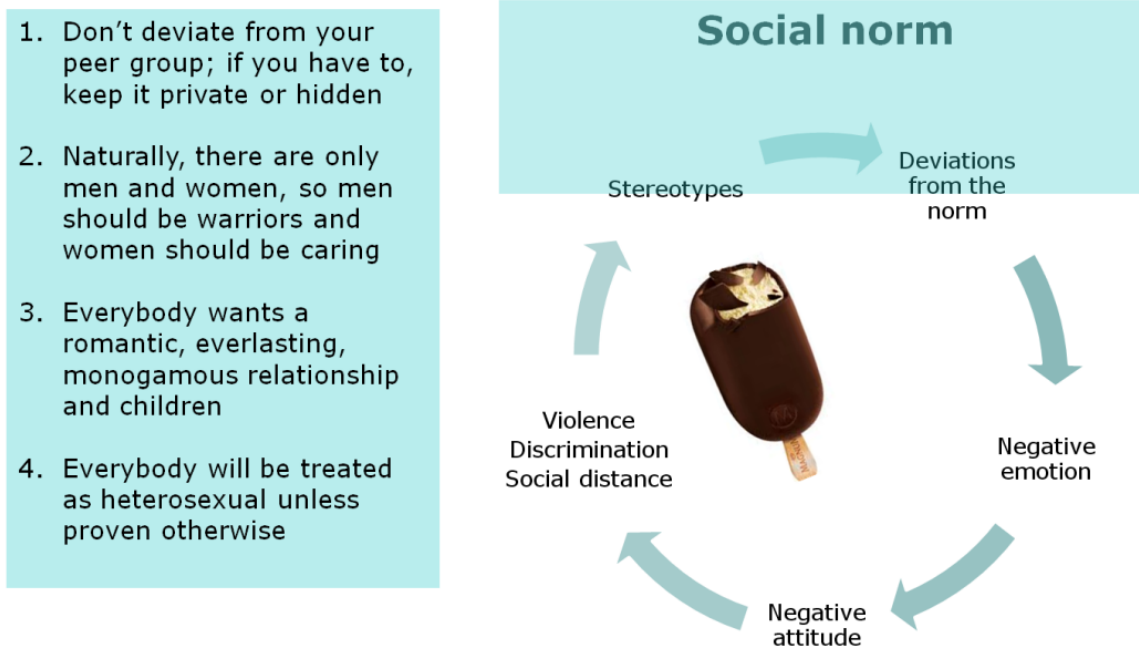 1. Don't deviate from your
peer group; if you have to,
keep it private or hidden
2. Naturally, there are only
men and women, so men
should be warriors and
women should be caring
3. Everybody wants a
romantic, everlasting,
monogamous relationship
and children
4. Everybody will be treated
as heterosexual unless
proven otherwise
Social norm
Stereotypes
Deviations
from the
norm
Negative
emotion
Negative
attitude
Violence
Discrimination
Social distance
MAGNUM